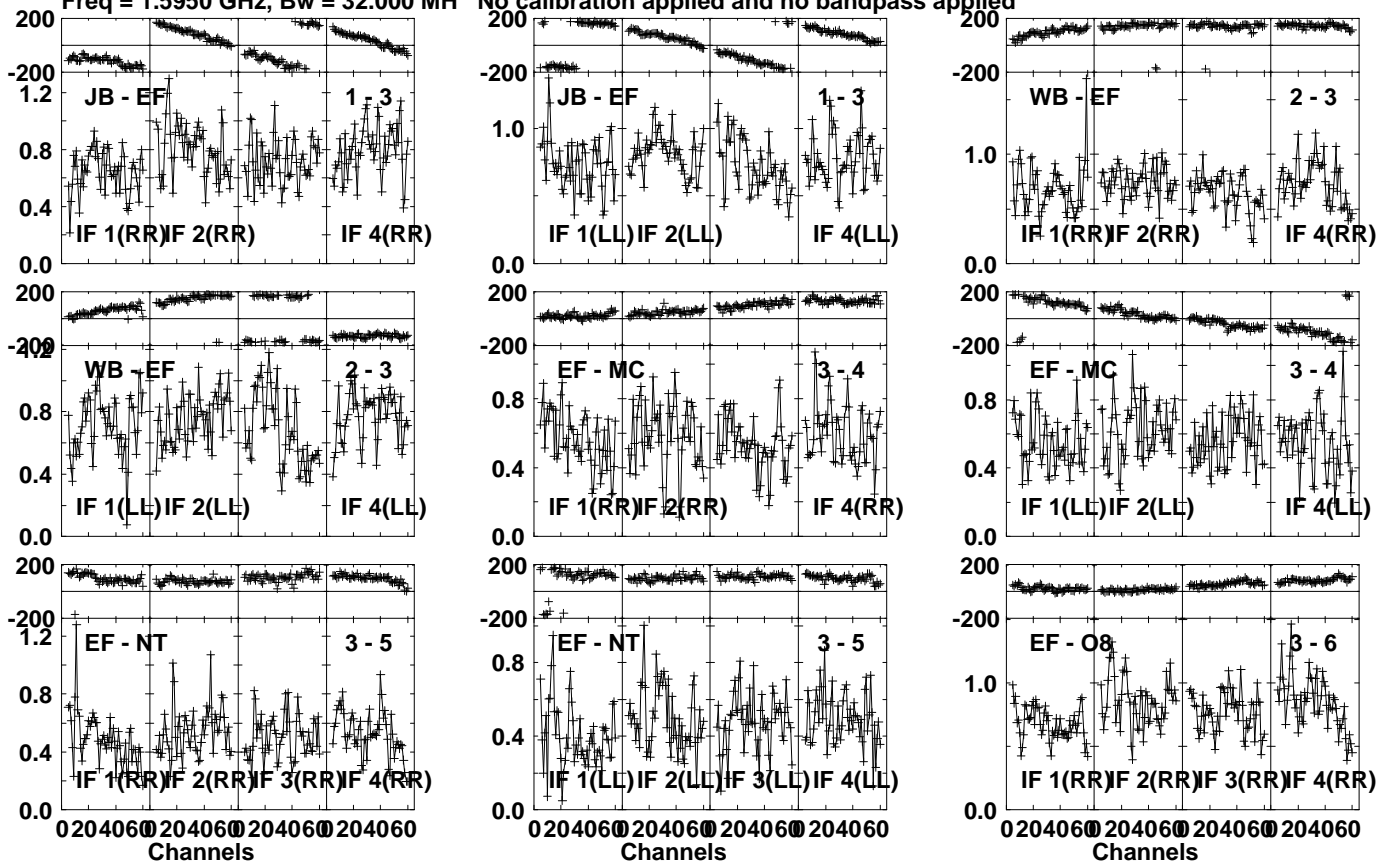 Freq = 1.5950 GHz, Bw = 32.000 MH No calibration applied and no bandpass applied
200
-200
1.2
0.8
0.4
0.0
JB - EF
1 - 3
IF 1(RR)
IF 2(RR)
IF 4(RR)
200
-200
1.0
0.0
JB - EF
1 - 3
IF 1(LL)
IF 2(LL)
IF 4(LL)
200
-200
1.0
0.0
WB - EF
2 - 3
IF 1(RR)
IF 2(RR)
IF 4(RR)
200
-200
1.2
0.8
0.4
0.0
WB - EF
2 - 3
IF 1(LL)
IF 2(LL)
IF 4(LL)
200
-200
0.8
0.4
0.0
EF - MC
3 - 4
IF 1(RR)
IF 2(RR)
IF 4(RR)
200
-200
0.8
0.4
0.0
EF - MC
3 - 4
IF 1(LL)
IF 2(LL)
IF 4(LL)
200
-200
1.2
0.8
0.4
0.0
EF - NT
3 - 5
IF 1(RR)
IF 2(RR)
IF 3(RR)
IF 4(RR)
0 20 40 60 0 20 40 60 0 20 40 60 0 20 40 60
Channels
200
-200
0.8
0.4
0.0
EF - NT
3 - 5
IF 1(LL)
IF 2(LL)
IF 3(LL)
IF 4(LL)
0 20 40 60 0 20 40 60 0 20 40 60 0 20 40 60
Channels
200
-200
1.0
0.0
EF - O8
3 - 6
IF 1(RR)
IF 2(RR)
IF 3(RR)
IF 4(RR)
0 20 40 60 0 20 40 60 0 20 40 60 0 20 40 60
Channels